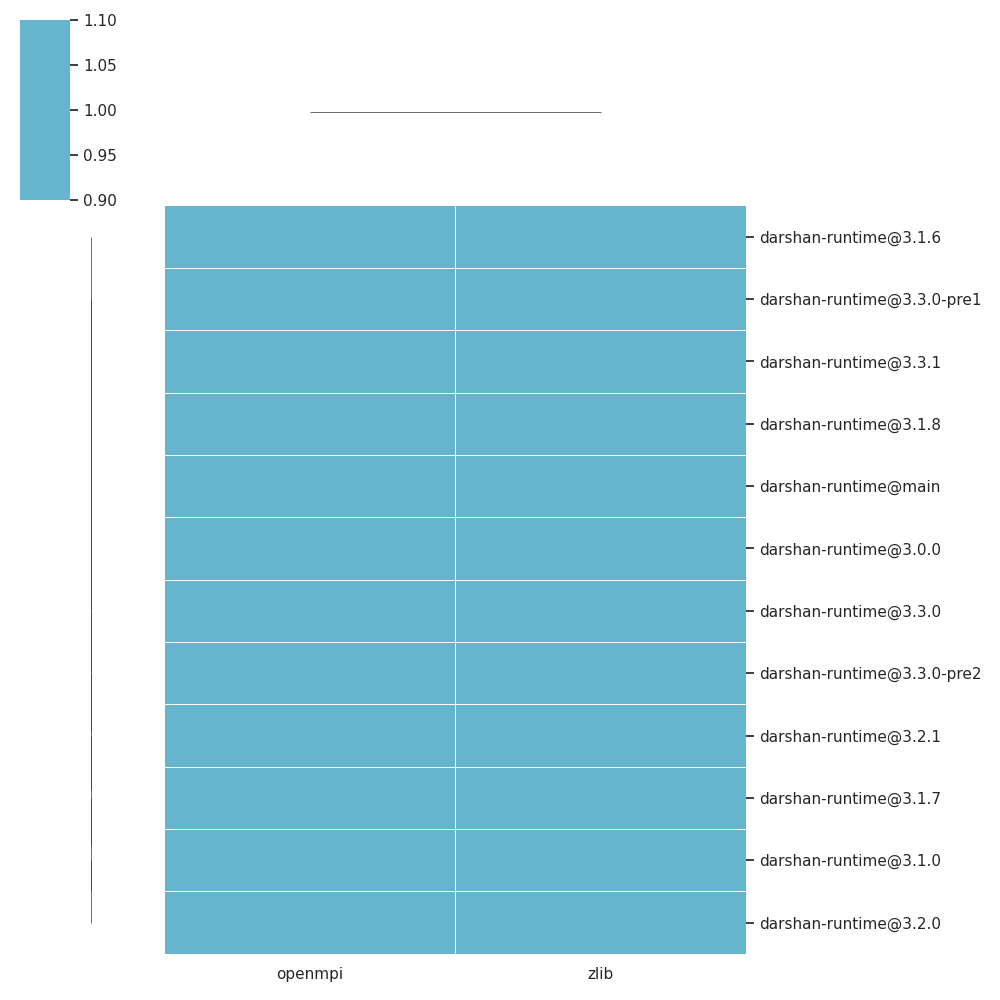 1.10
1.05
1.00
0.95
0.90
darshan-runtime@3.1.6
darshan-runtime@3.3.0-pre1
darshan-runtime@3.3.1
darshan-runtime@3.1.8
darshan-runtime@main
darshan-runtime@3.0.0
darshan-runtime@3.3.0
darshan-runtime@3.3.0-pre2
darshan-runtime@3.2.1
darshan-runtime@3.1.7
darshan-runtime@3.1.0
darshan-runtime@3.2.0
openmpi zlib